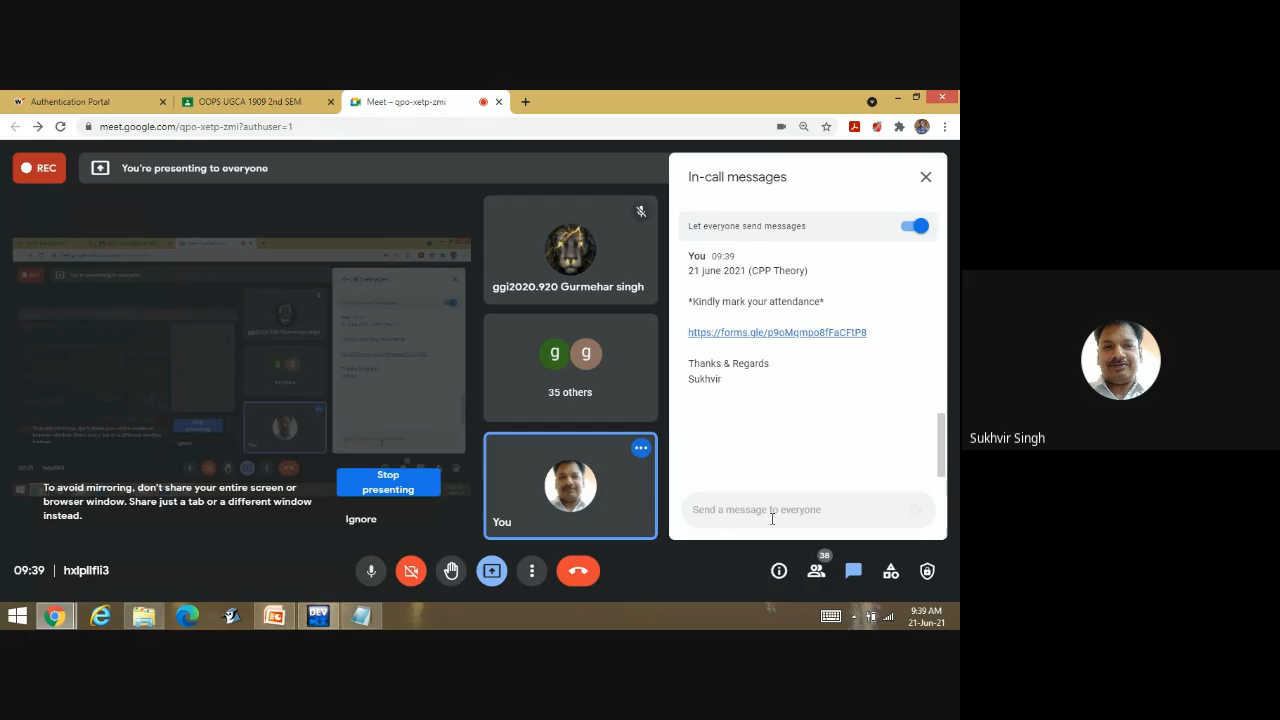 Authentication Portal
OOPS UGCA 1909 2nd SEM
Meet – qpo-xetp-zmi
meet.google.com/qpo-xetp-zmi?authuser=1
REC
You're presenting to everyone
In-call messages
Let everyone send messages
You 09:39
21 june 2021 (CPP Theory)
*Kindly mark your attendance*
https://forms.gle/p9oMqmpo8fFaCFtP8
Thanks & Regards
Sukhvir
Send a message to everyone
ggi2020.920 Gurmehar singh
g g
35 others
You
To avoid mirroring, don't share your entire screen or
browser window. Share just a tab or a different window
instead.
Stop
presenting
Ignore
09:39 | hxlpllfli3
38
DEV
9:39 AM
21-Jun-21
Sukhvir Singh